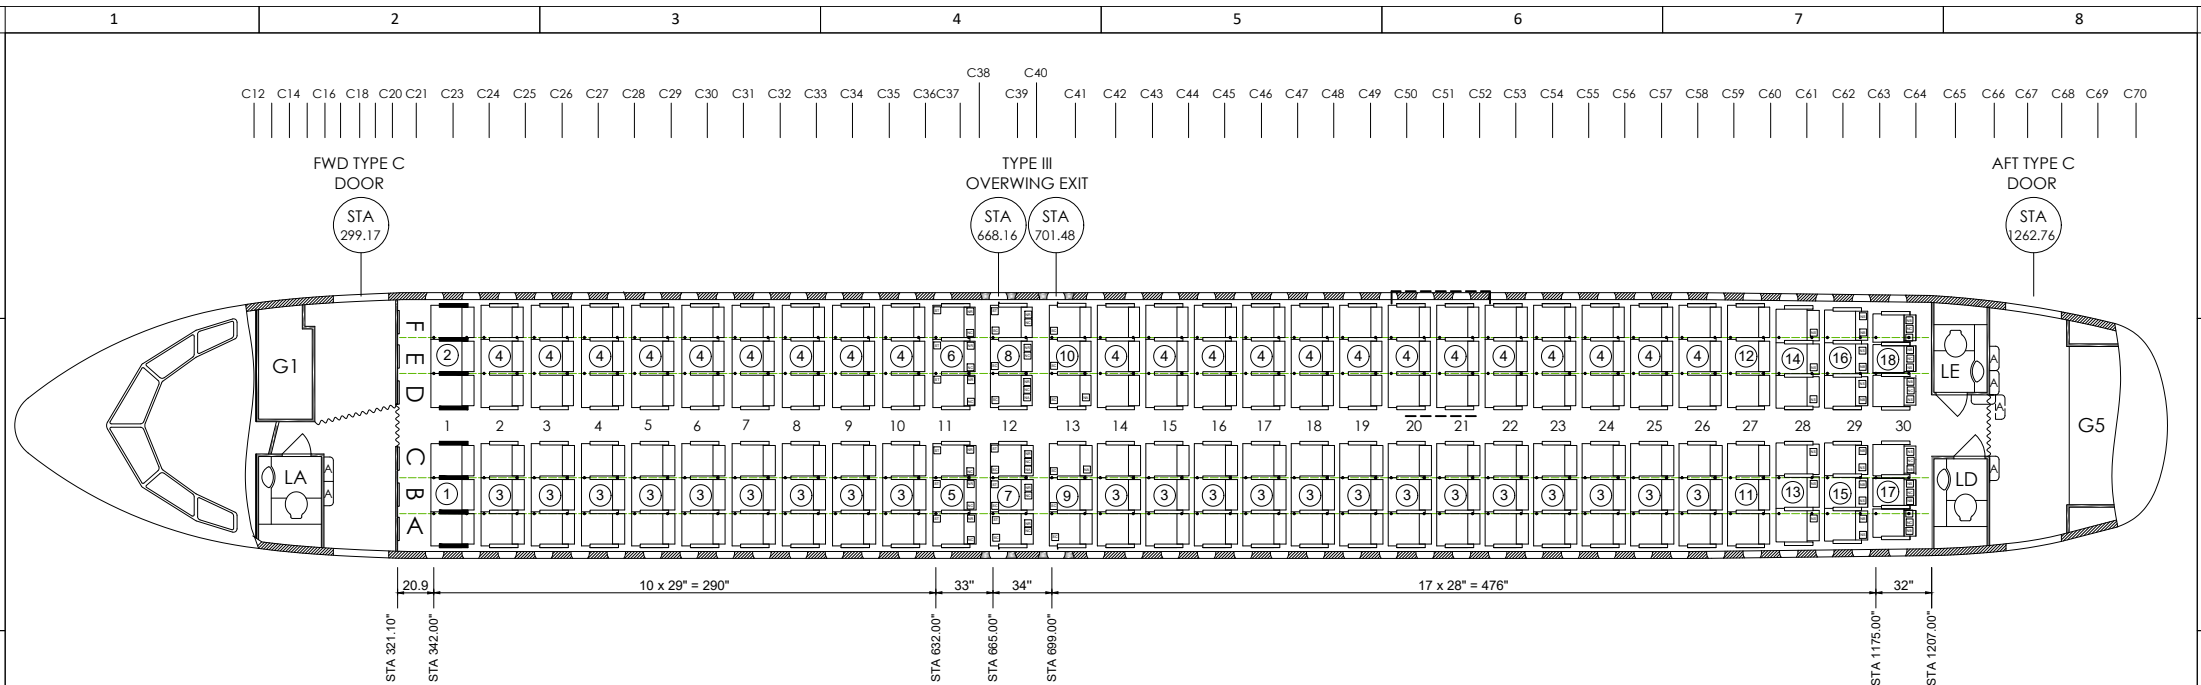 1 2 3 4 5 6 7 8
C38 C40
C12 C14 C16 C18 C20 C21 C23 C24 C25 C26 C27 C28 C29 C30 C31 C32 C33 C34 C35 C36 C37 C39 C41 C42 C43 C44 C45 C46 C47 C48 C49 C50 C51 C52 C53 C54 C55 C56 C57 C58 C59 C60 C61 C62 C63 C64 C65 C66 C67 C68 C69 C70
FWD TYPE C
DOOR
STA
299.17
TYPE III
OVERWING EXIT
STA
668.16
STA
701.48
AFT TYPE C
DOOR
STA
1262.76
G1
F
E
D
2 4 4 4 4 4 4 4 4 4 6 8 10 4 4 4 4 4 4 4 4 4 4 4 4 4 12 14 16 18
LE
A
A
A
1 2 3 4 5 6 7 8 9 10 11 12 13 14 15 16 17 18 19 20 21 22 23 24 25 26 27 28 29 30
G5
LA
A
A
C
B
A
1 3 3 3 3 3 3 3 3 3 5 7 9 3 3 3 3 3 3 3 3 3 3 3 3 3 11 13 15 17
LD
A
20.9 10 x 29" = 290" 33" 34" 17 x 28" = 476" 32"
STA 321.10"
STA 342.00"
STA 632.00"
STA 665.00"
STA 699.00"
STA 1175.00"
STA 1207.00"